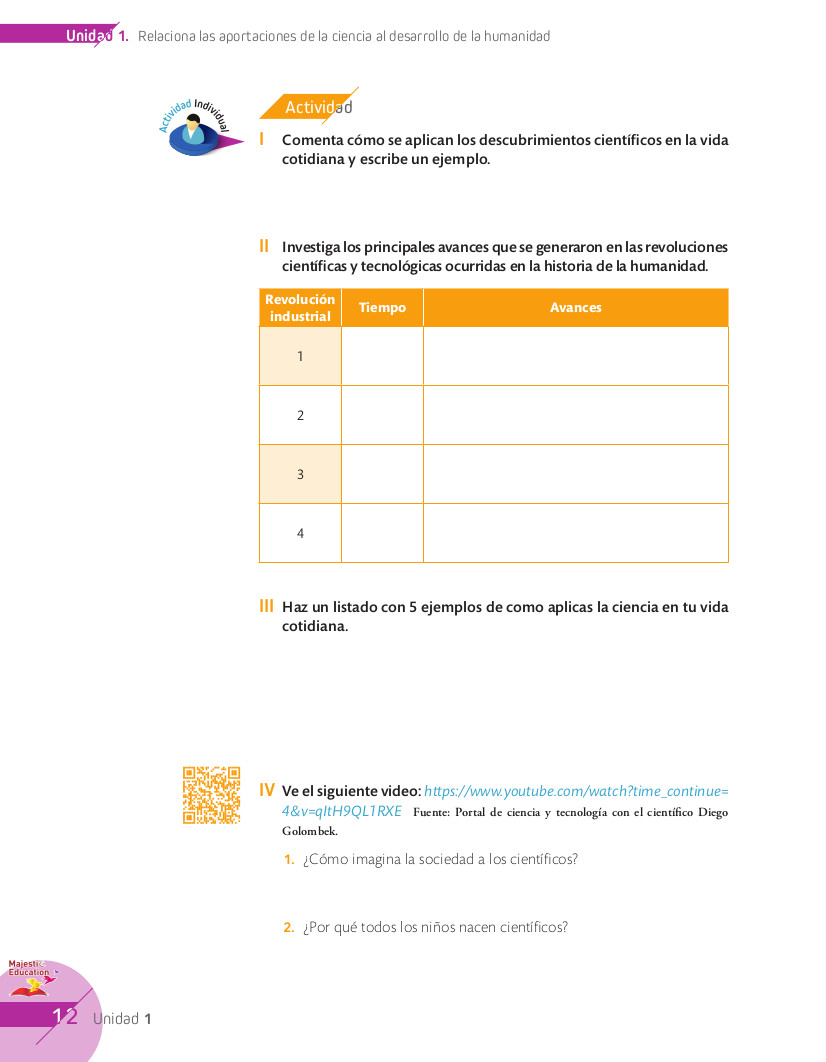 Unidad 1. Relaciona las aportaciones de la ciencia al desarrollo de la humanidad
Actividad Individual
Actividad
I Comenta cómo se aplican los descubrimientos científicos en la vida
cotidiana y escribe un ejemplo.
II Investiga los principales avances que se generaron en las revoluciones
científicas y tecnológicas ocurridas en la historia de la humanidad.
Revolución
industrial
Tiempo
Avances
1
2
3
4
III Haz un listado con 5 ejemplos de como aplicas la ciencia en tu vida
cotidiana.
IV Ve el siguiente video: https://www.youtube.com/watch?time_continue=
4&v=qItH9QL1RXE Fuente: Portal de ciencia y tecnología con el científico Diego
Golombek.
1. ¿Cómo imagina la sociedad a los científicos?
2. ¿Por qué todos los niños nacen científicos?
Majestic
Education
12 Unidad 1